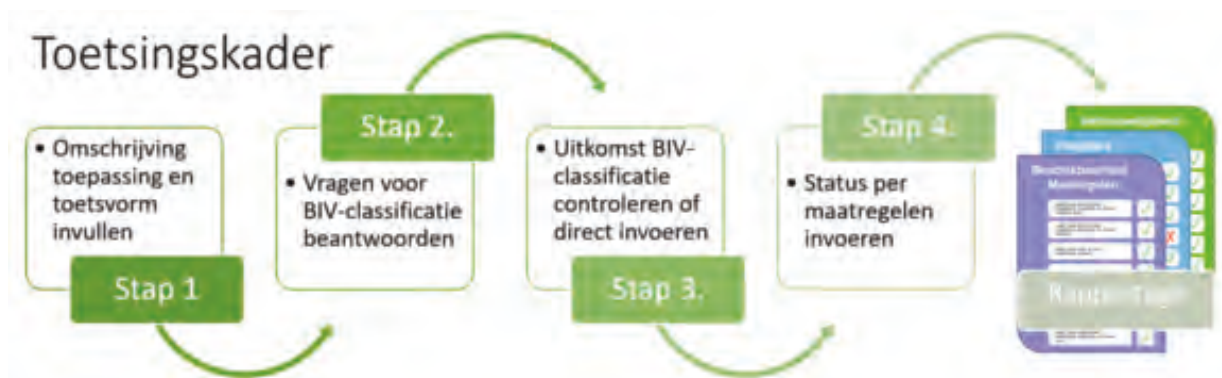 Toetsingskader
• Omschrijving
toepassing en
toetsvorm
invullen
Stap 1
Stap 2.
• Vragen voor
BIV-classificatie
beantwoorden
• Uitkomst BIV-
classificatie
controleren of
direct invoeren
Stap 3.
Stap 4.
• Status per
maatregelen
invoeren
Beschikbaarheid
Maatregelen
Rapportage